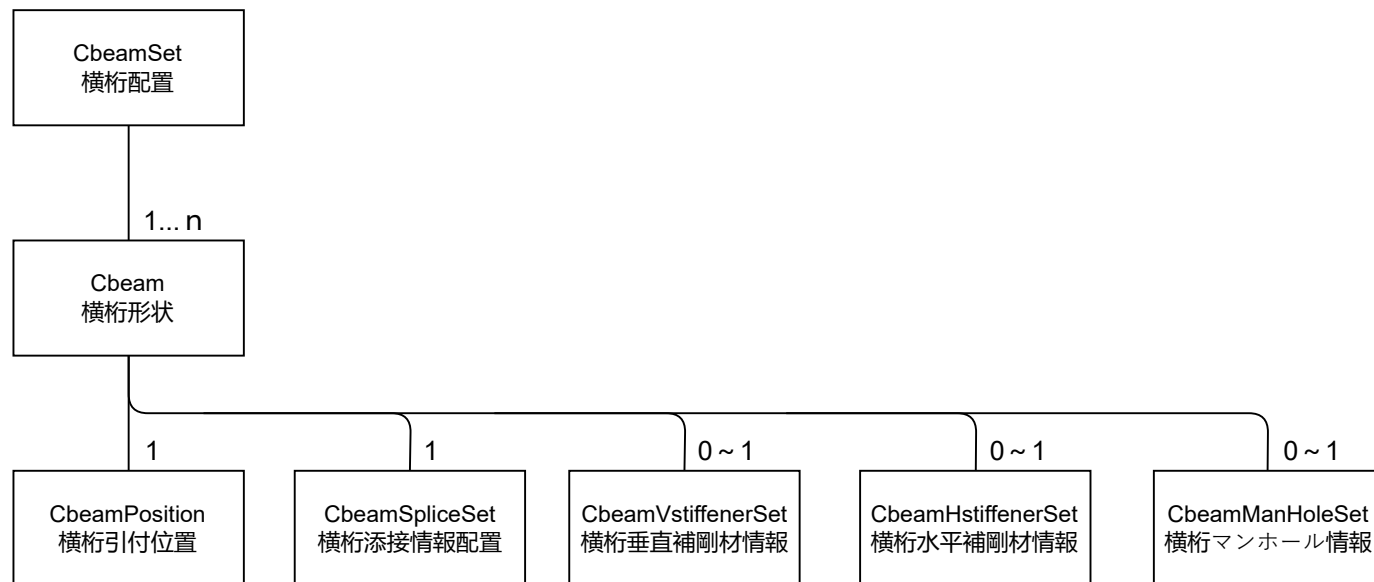 CbeamSet
横桁配置
1... n
Cbeam
横桁形状
1
1
0~1
0~1
0~1
CbeamPosition
横桁引付位置
CbeamSpliceSet
横桁添接情報配置
CbeamVstiffenerSet
横桁垂直補剛材情報
CbeamHstiffenerSet
横桁水平補剛材情報
CbeamManHoleSet
横桁マンホール情報